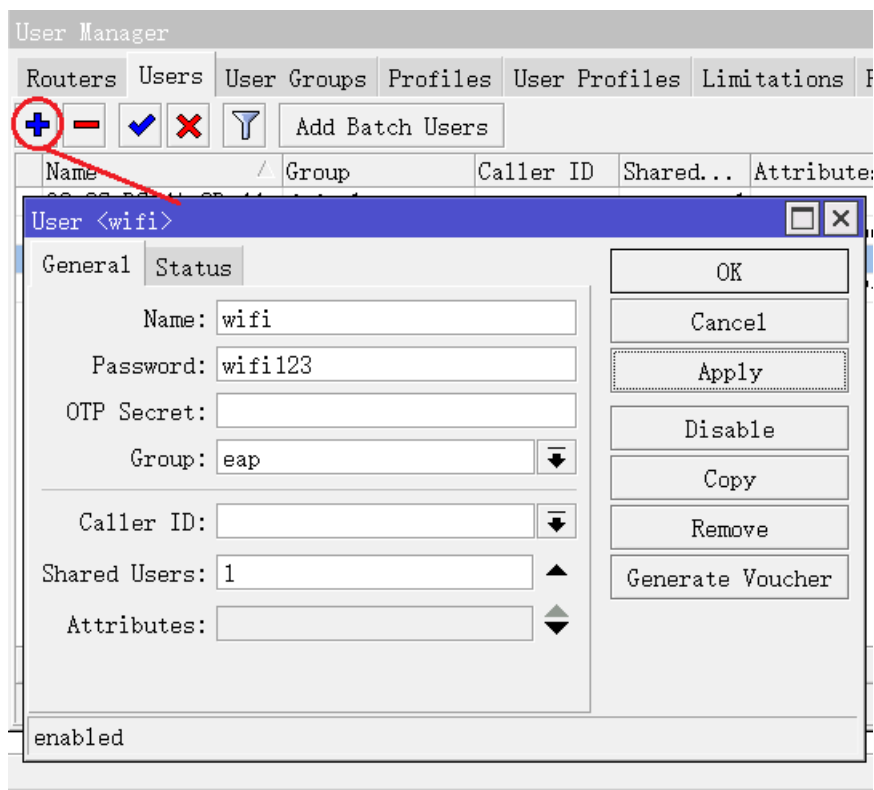 User Manager
Routers Users User Groups Profiles User Profiles Limitations
Add Batch Users
Name Group Caller ID Shared... Attribute
User <wifi>
General Status
OK
Name: wifi
Cancel
Password: wifi123
Apply
OTP Secret:
Disable
Group: eap
Copy
Caller ID:
Remove
Shared Users: 1
Generate Voucher
Attributes:
enabled